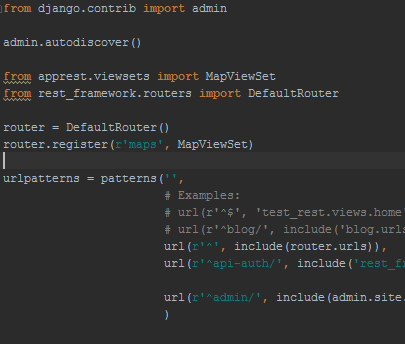 from django.contrib import admin
admin.autodiscover()
from apprest.viewsets import MapViewSet
from rest_framework.routers import DefaultRouter
router = DefaultRouter()
router.register(r'maps', MapViewSet)
urlpatterns = patterns('',
# Examples:
# url(r'^$', 'test_rest.views.home'
# url(r'^blog/', include('blog.urls
url(r'^', include(router.urls)),
url(r'^api-auth/', include('rest_fr
url(r'^admin/', include(admin.site.
)